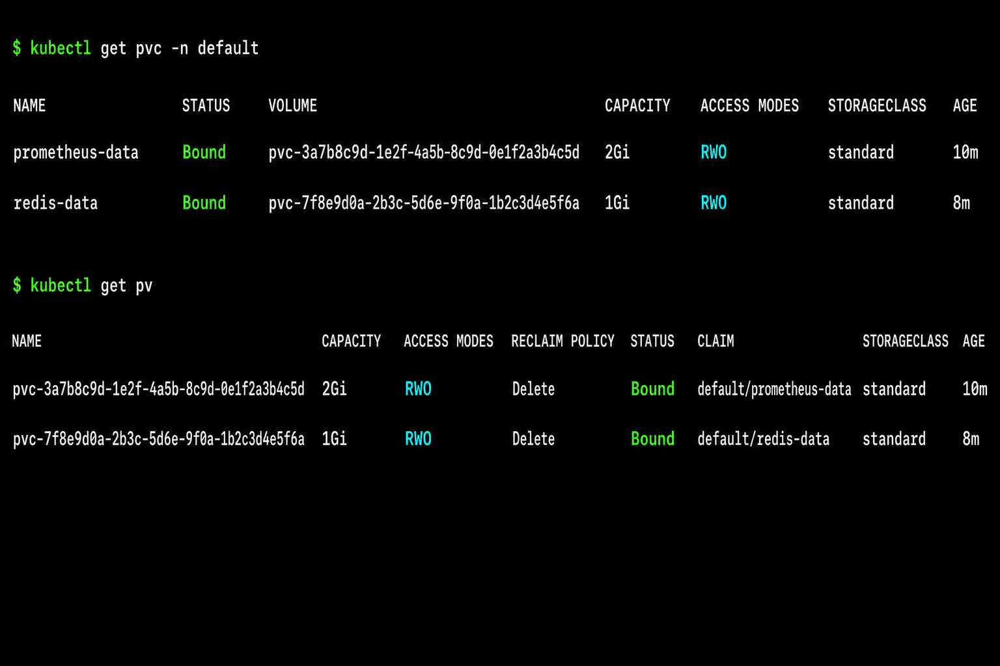 $ kubectl get pvc -n default
NAME STATUS VOLUME CAPACITY ACCESS MODES STORAGECLASS AGE
prometheus-data Bound pvc-3a7b8c9d-1e2f-4a5b-8c9d-0e1f2a3b4c5d 2Gi RWO standard 10m
redis-data Bound pvc-7f8e9d0a-2b3c-5d6e-9f0a-1b2c3d4e5f6a 1Gi RWO standard 8m
$ kubectl get pv
NAME CAPACITY ACCESS MODES RECLAIM POLICY STATUS CLAIM STORAGECLASS AGE
pvc-3a7b8c9d-1e2f-4a5b-8c9d-0e1f2a3b4c5d 2Gi RWO Delete Bound default/prometheus-data standard 10m
pvc-7f8e9d0a-2b3c-5d6e-9f0a-1b2c3d4e5f6a 1Gi RWO Delete Bound default/redis-data standard 8m